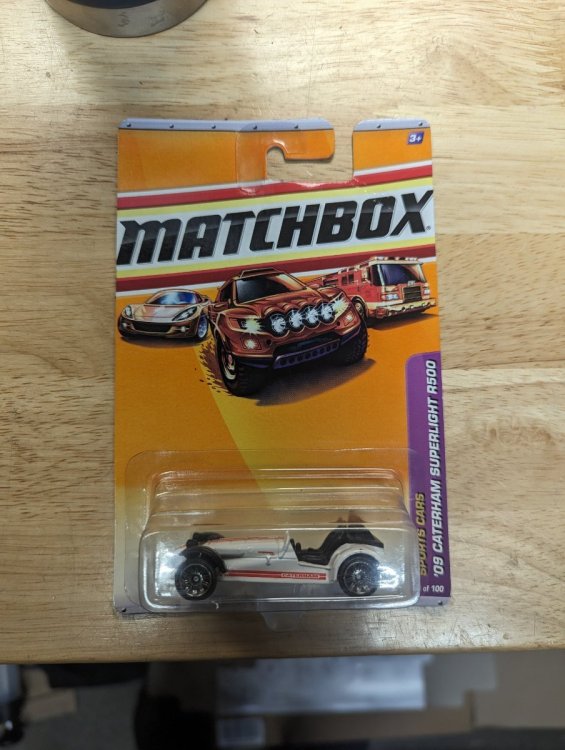 3+
MATCHBOX®
SPORTS CARS
'09 CATERHAM SUPERLIGHT R500
of 100
CATERHAM